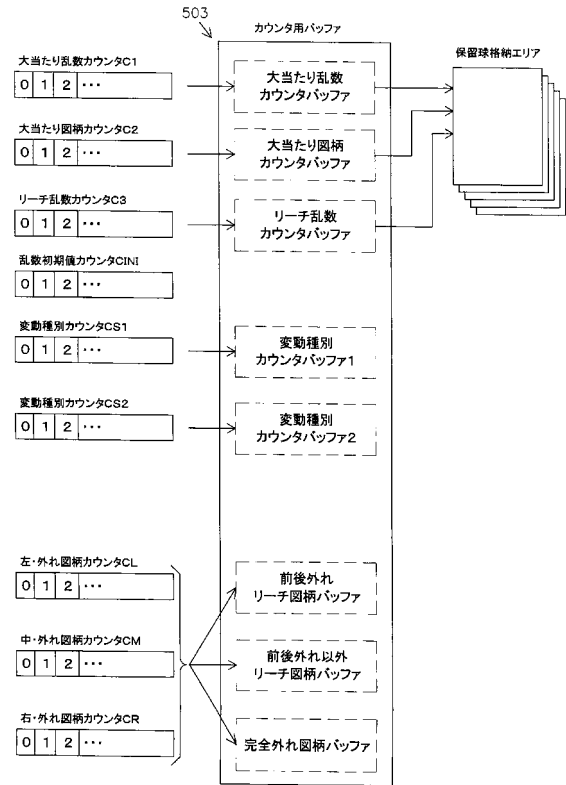 503
カウンタ用バッファ
保留球格納エリア
大当たり乱数カウンタC1
0 1 2 ･･･
大当たり乱数
カウンタバッファ
大当たり図柄カウンタC2
0 1 2 ･･･
大当たり図柄
カウンタバッファ
リーチ乱数カウンタC3
0 1 2 ･･･
リーチ乱数
カウンタバッファ
乱数初期値カウンタCINI
0 1 2 ･･･
変動種別カウンタCS1
0 1 2 ･･･
変動種別
カウンタバッファ1
変動種別カウンタCS2
0 1 2 ･･･
変動種別
カウンタバッファ2
左･外れ図柄カウンタCL
0 1 2 ･･･
前後外れ
リーチ図柄バッファ
中･外れ図柄カウンタCM
0 1 2 ･･･
前後外れ以外
リーチ図柄バッファ
右･外れ図柄カウンタCR
0 1 2 ･･･
完全外れ図柄バッファ